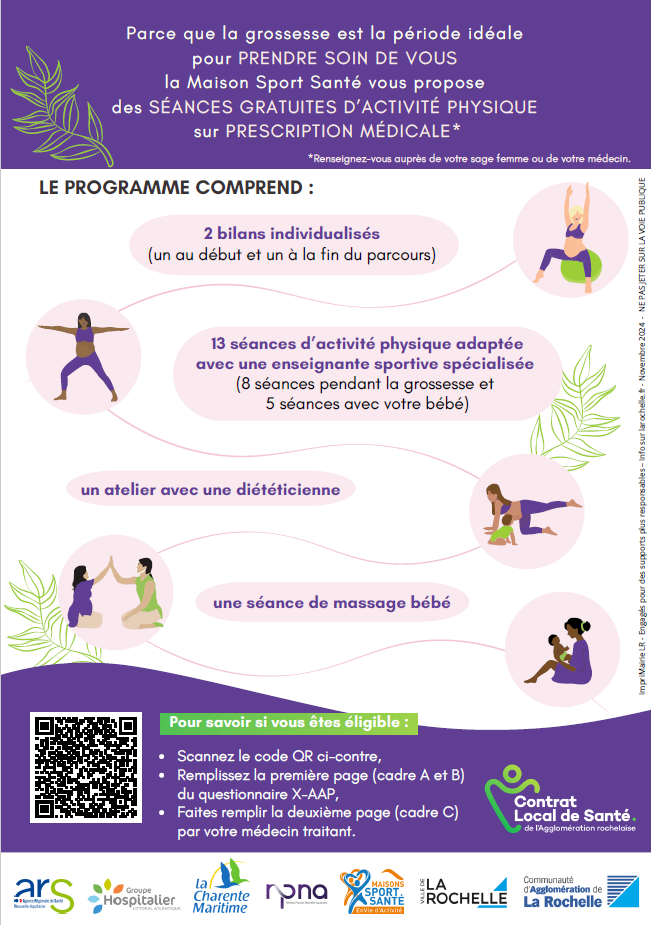 Parce que la grossesse est la période idéale
pour PRENDRE SOIN DE VOUS
la Maison Sport Santé vous propose
des SÉANCES GRATUITES D'ACTIVITÉ PHYSIQUE
sur PRESCRIPTION MÉDICALE*
*Renseignez-vous auprès de votre sage femme ou de votre médecin.
LE PROGRAMME COMPREND :
2 bilans individualisés
(un au début et un à la fin du parcours)
13 séances d'activité physique adaptée
avec une enseignante sportive spécialisée
(8 séances pendant la grossesse et
5 séances avec votre bébé)
un atelier avec une diététicienne
une séance de massage bébé
ImpriMairie LR - Engagés pour des supports plus responsables – Info sur larochelle.fr - Novembre 2024 - NE PAS JETER SUR LA VOIE PUBLIQUE
Pour savoir si vous êtes éligible :
• Scannez le code QR ci-contre,
• Remplissez la première page (cadre A et B)
du questionnaire X-AAP,
• Faites remplir la deuxième page (cadre C)
par votre médecin traitant.
Contrat
Local de Santé.
de l'Agglomération rochelaise
ars
Agence Régionale de Santé
Nouvelle-Aquitaine
Groupe
Hospitalier
LITTORAL ATLANTIQUE
La
Charente
Maritime
rpna
MAISONS
SPORT
SANTÉ
EnVie d'Activité
VILLE DE
LA
ROCHELLE
Communauté
d'Agglomération de
La Rochelle